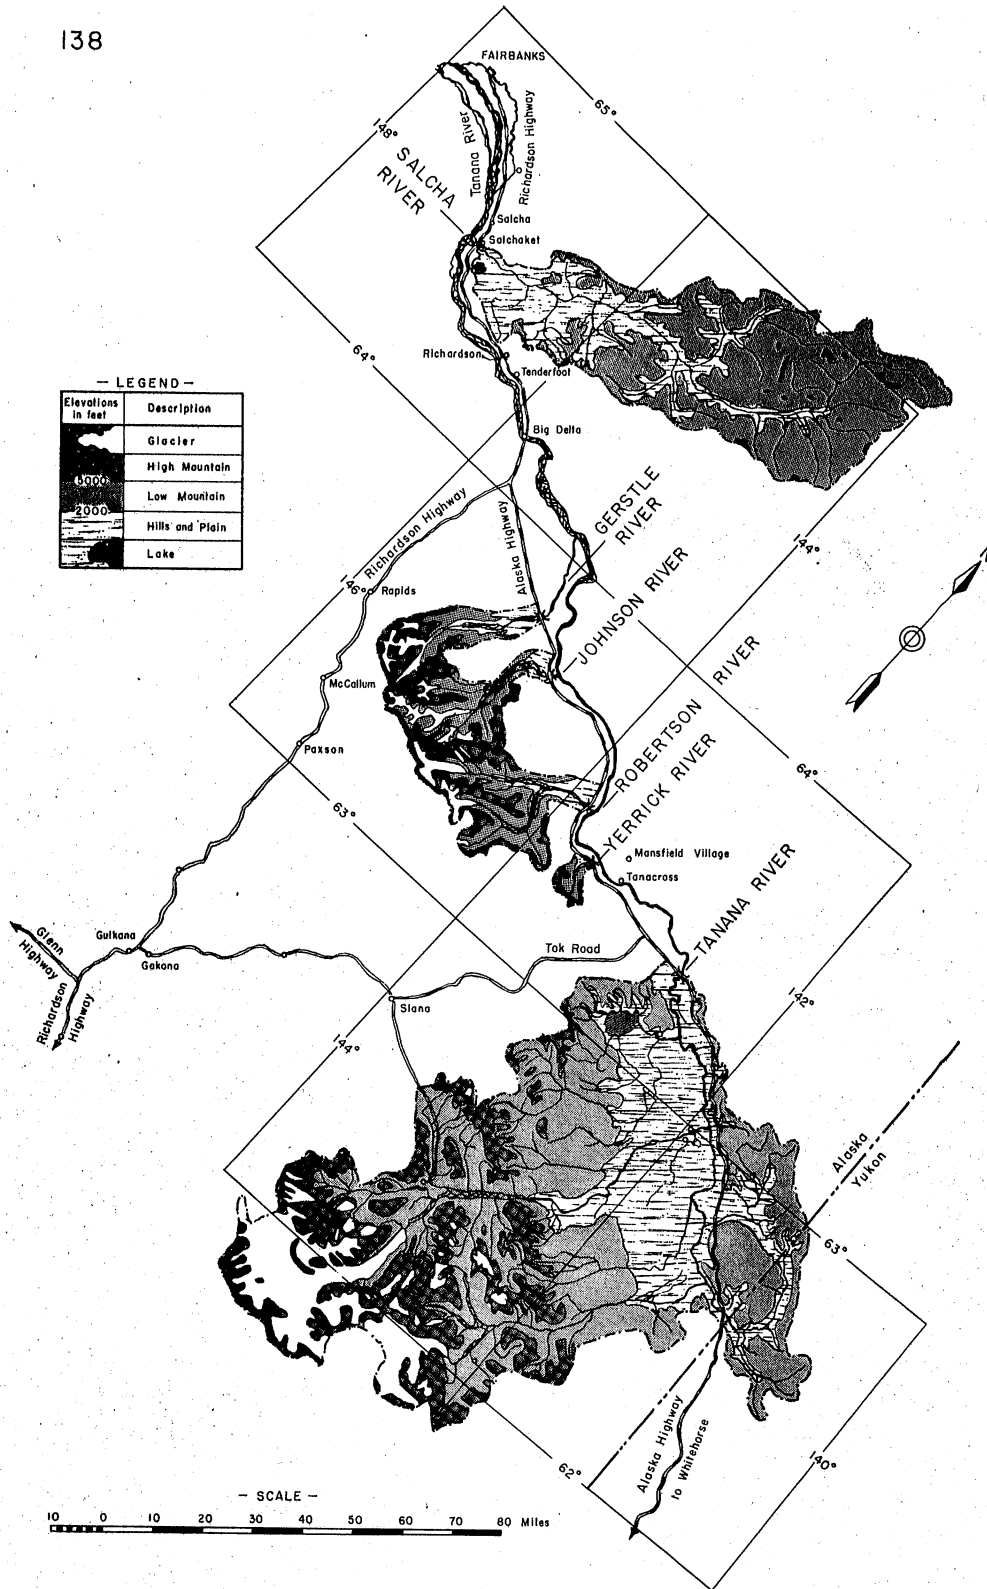 138
FAIRBANKS
65°
148°
Tanana River
Richardson Highway
SALCHA
RIVER
Salcha
Salchaket
64°
Richardson
Tenderfoot
— LEGEND —
Elevations
in feet
Description
Glacier
High Mountain
5000
Low Mountain
2000
Hills and Plain
Lake
Big Delta
Richardson Highway
Alaska Highway
GERSTLE
RIVER
144°
146°
Rapids
JOHNSON RIVER
McCallum
ROBERTSON RIVER
Paxson
YERRICK RIVER
64°
63°
Mansfield Village
Tanacross
TANANA RIVER
Glenn
Highway
Gulkana
Gakona
Tok Road
Richardson
Highway
Slana
142°
144°
Alaska
Yukon
63°
62°
Alaska Highway
to Whitehorse
140°
— SCALE —
10 0 10 20 30 40 50 60 70 80 Miles